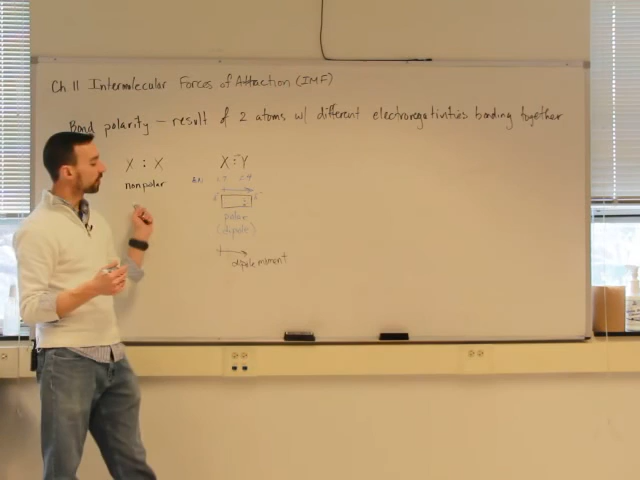 Ch 11 Intermolecular Forces of Attraction (IMF)
Bond polarity - result of 2 atoms w/ different electronegativities bonding together
X : X
X : Y
nonpolar
polar
(dipole)
dipole moment